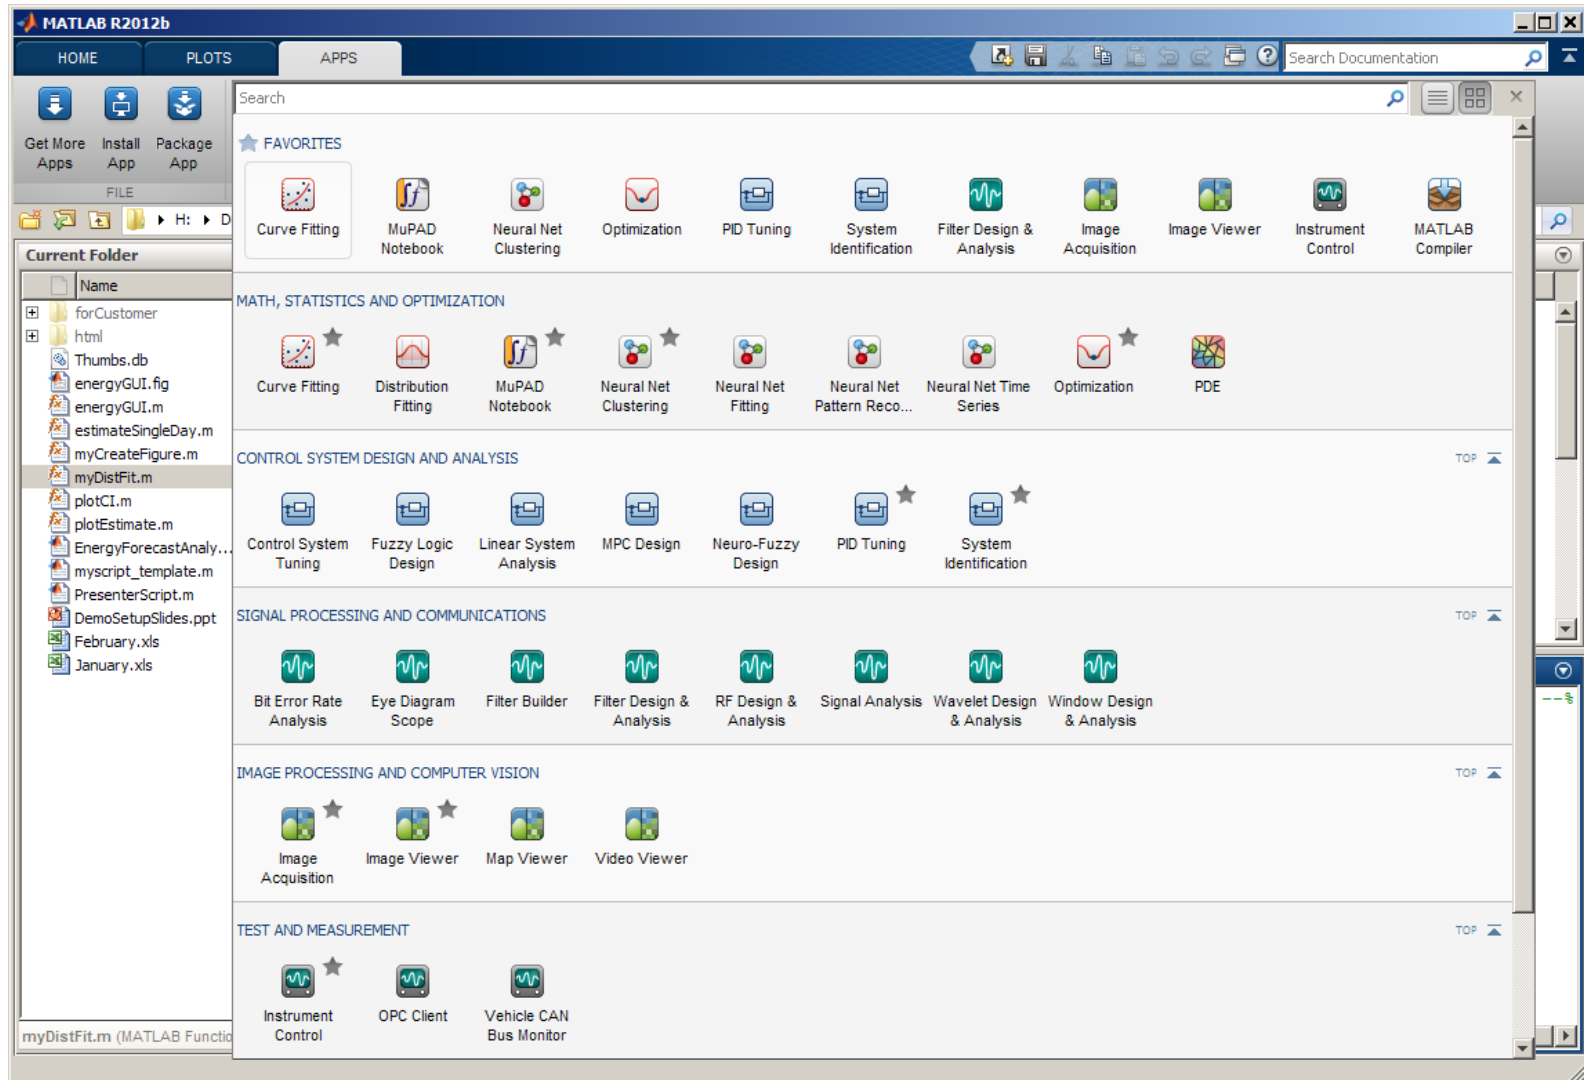 MATLAB R2012b
HOME PLOTS APPS
Search Documentation
Get More Apps
Install App
Package App
FILE
H: D
Search
FAVORITES
Curve Fitting
MuPAD Notebook
Neural Net Clustering
Optimization
PID Tuning
System Identification
Filter Design & Analysis
Image Acquisition
Image Viewer
Instrument Control
MATLAB Compiler
Current Folder
Name
forCustomer
html
Thumbs.db
energyGUI.fig
energyGUI.m
estimateSingleDay.m
myCreateFigure.m
myDistFit.m
plotCI.m
plotEstimate.m
EnergyForecastAnaly...
myscript_template.m
PresenterScript.m
DemoSetupSlides.ppt
February.xls
January.xls
myDistFit.m (MATLAB Functio
MATH, STATISTICS AND OPTIMIZATION
Curve Fitting
Distribution Fitting
MuPAD Notebook
Neural Net Clustering
Neural Net Fitting
Neural Net Pattern Reco...
Neural Net Time Series
Optimization
PDE
CONTROL SYSTEM DESIGN AND ANALYSIS
TOP
Control System Tuning
Fuzzy Logic Design
Linear System Analysis
MPC Design
Neuro-Fuzzy Design
PID Tuning
System Identification
SIGNAL PROCESSING AND COMMUNICATIONS
TOP
Bit Error Rate Analysis
Eye Diagram Scope
Filter Builder
Filter Design & Analysis
RF Design & Analysis
Signal Analysis
Wavelet Design & Analysis
Window Design & Analysis
--%
IMAGE PROCESSING AND COMPUTER VISION
TOP
Image Acquisition
Image Viewer
Map Viewer
Video Viewer
TEST AND MEASUREMENT
TOP
Instrument Control
OPC Client
Vehicle CAN Bus Monitor